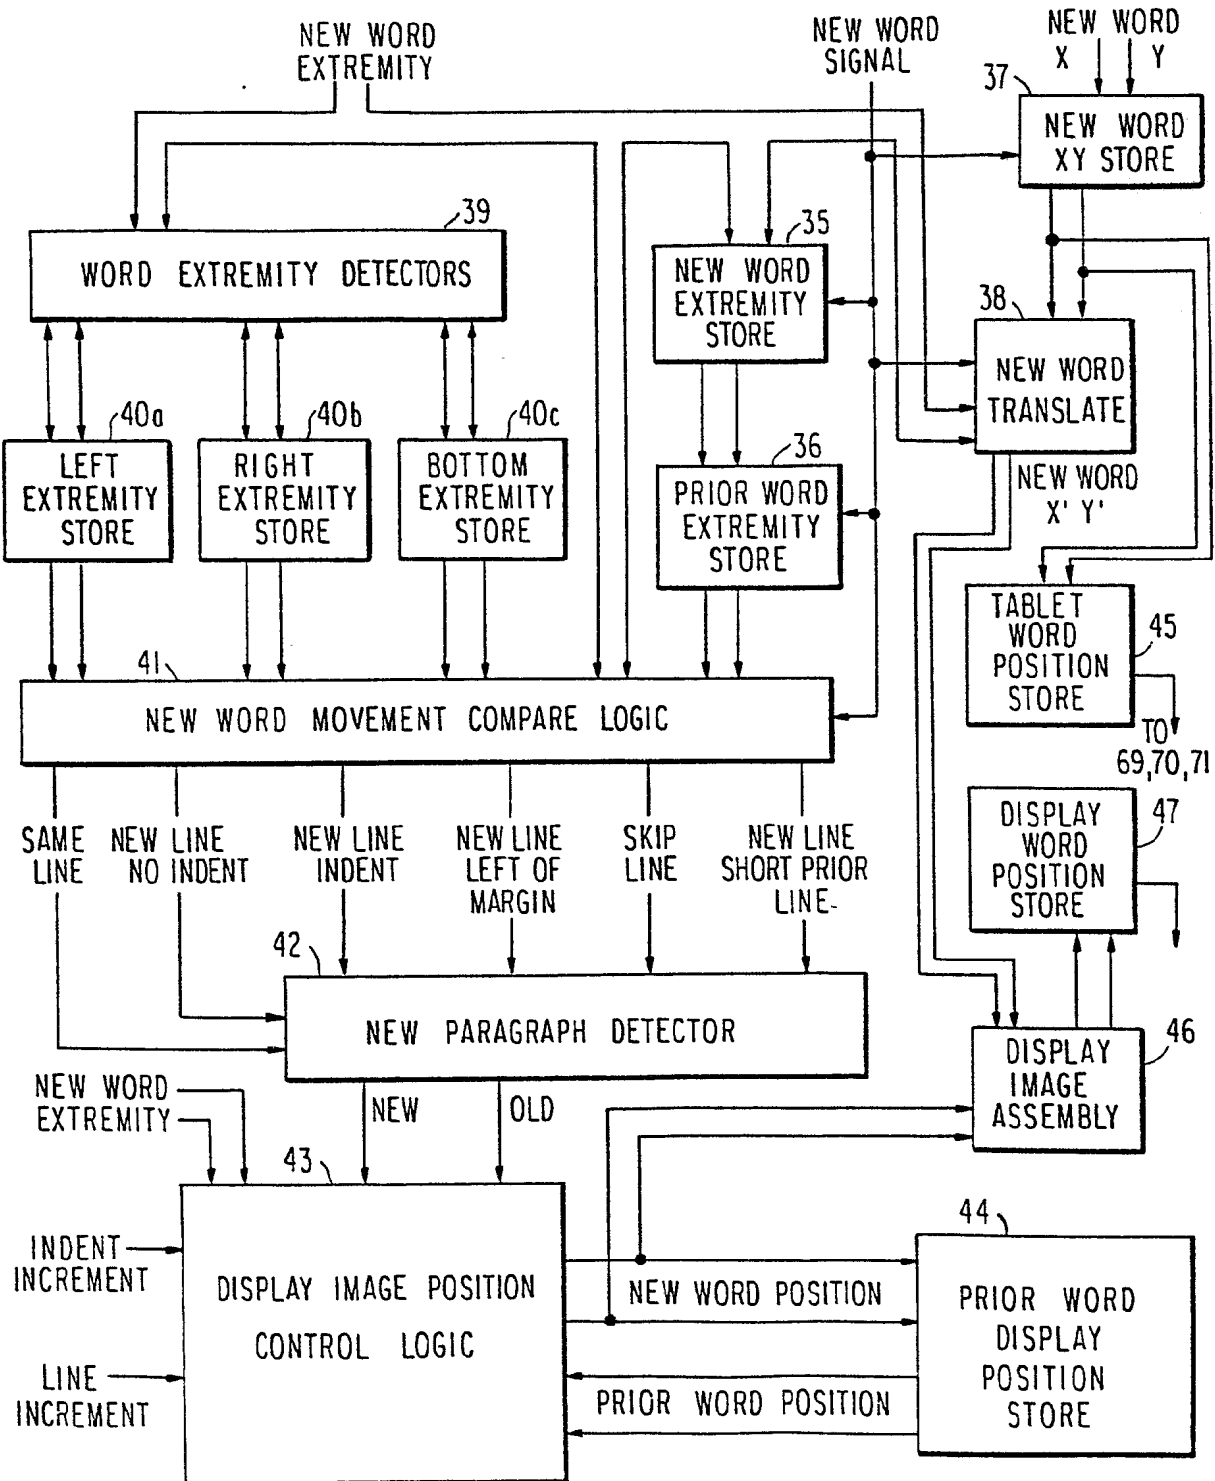 NEW WORD
EXTREMITY
NEW WORD
SIGNAL
NEW WORD
X Y
37
NEW WORD
XY STORE
39
WORD EXTREMITY DETECTORS
35
NEW WORD
EXTREMITY
STORE
38
NEW WORD
TRANSLATE
40a
LEFT
EXTREMITY
STORE
40b
RIGHT
EXTREMITY
STORE
40c
BOTTOM
EXTREMITY
STORE
36
PRIOR WORD
EXTREMITY
STORE
NEW WORD
X' Y'
TABLET
WORD
POSITION
STORE
45
TO
69,70,71
41
NEW WORD MOVEMENT COMPARE LOGIC
SAME
LINE
NEW LINE
NO INDENT
NEW LINE
INDENT
NEW LINE
LEFT OF
MARGIN
SKIP
LINE
NEW LINE
SHORT PRIOR
LINE
DISPLAY
WORD
POSITION
STORE
47
42
NEW PARAGRAPH DETECTOR
46
DISPLAY
IMAGE
ASSEMBLY
NEW WORD
EXTREMITY
NEW
OLD
43
DISPLAY IMAGE POSITION
CONTROL LOGIC
INDENT
INCREMENT
LINE
INCREMENT
NEW WORD POSITION
PRIOR WORD POSITION
44
PRIOR WORD
DISPLAY
POSITION
STORE